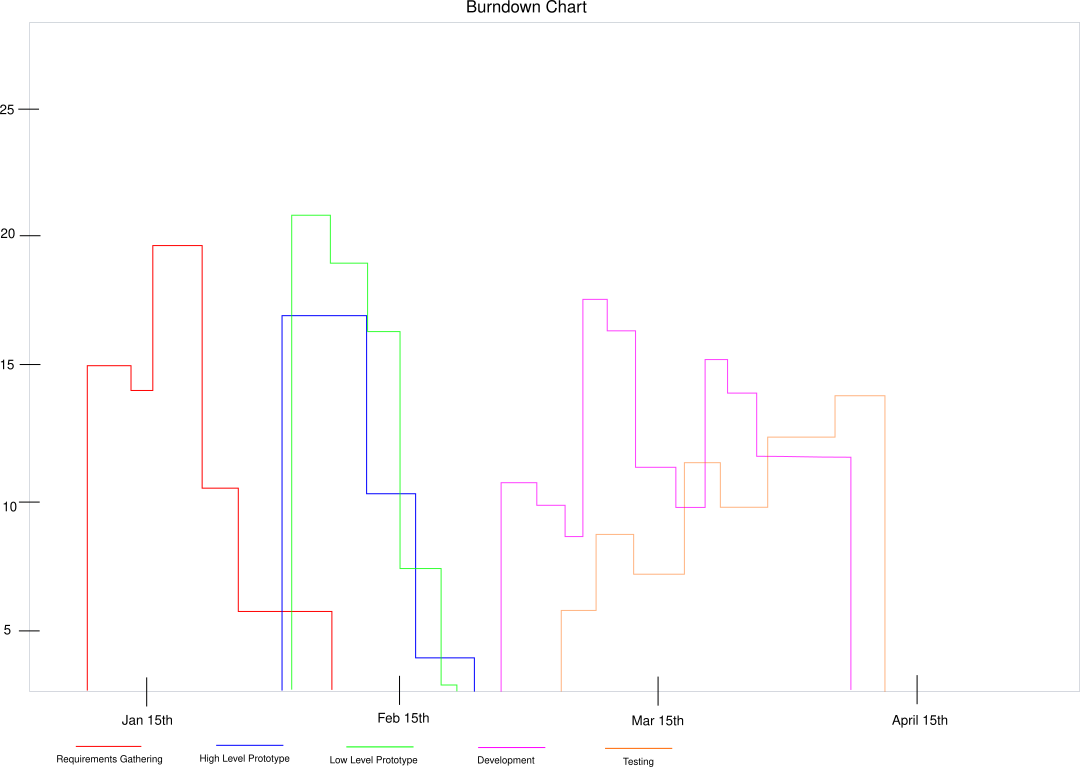 Burndown Chart
25
20
15
10
5
Jan 15th
Feb 15th
Mar 15th
April 15th
Requirements Gathering
High Level Prototype
Low Level Prototype
Development
Testing